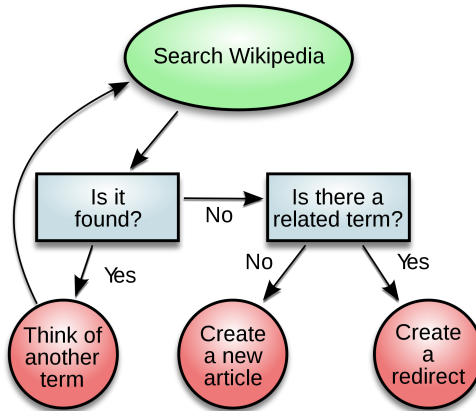 Search Wikipedia
Is it
found?
No
Is there a
related term?
Yes
No
Yes
Think of
another
term
Create
a new
article
Create
a
redirect